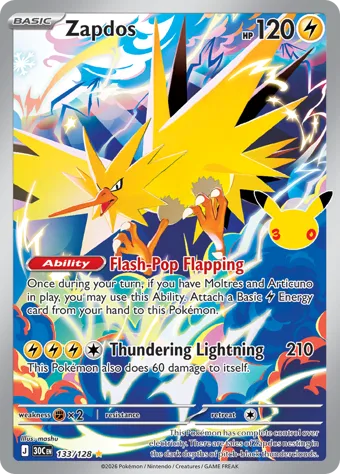 BASIC
Zapdos HP 120
30
Ability Flash-Pop Flapping
Once during your turn, if you have Moltres and Articuno
in play, you may use this Ability. Attach a Basic Energy
card from your hand to this Pokémon.
Thundering Lightning 210
This Pokémon also does 60 damage to itself.
weakness ×2 resistance retreat
Illus. mashu
J 30C EN 133/128
This Pokémon has complete control over
electricity. There are tales of Zapdos nesting in
the dark depths of pitch-black thunderclouds.
©2026 Pokémon / Nintendo / Creatures / GAME FREAK